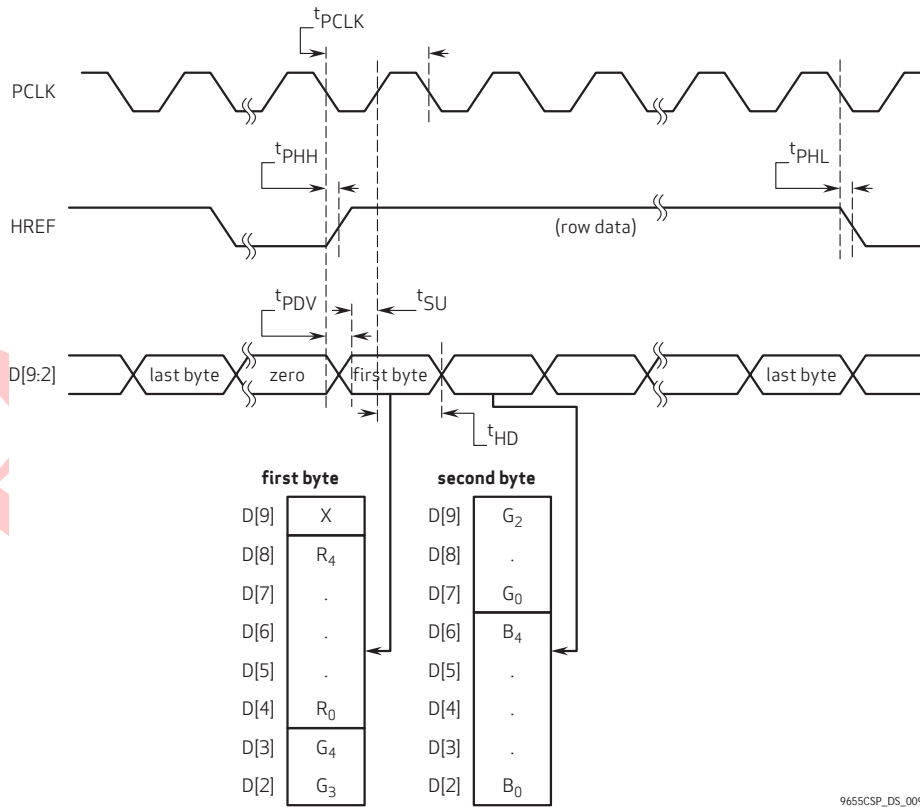 tPCLK
PCLK
tPHH
tPHL
HREF
(row data)
tPDV
tSU
D[9:2]
last byte
zero
first byte
last byte
tHD
first byte
D[9] X
D[8] R4
D[7] .
D[6] .
D[5] .
D[4] R0
D[3] G4
D[2] G3
second byte
D[9] G2
D[8] .
D[7] G0
D[6] B4
D[5] .
D[4] .
D[3] .
D[2] B0